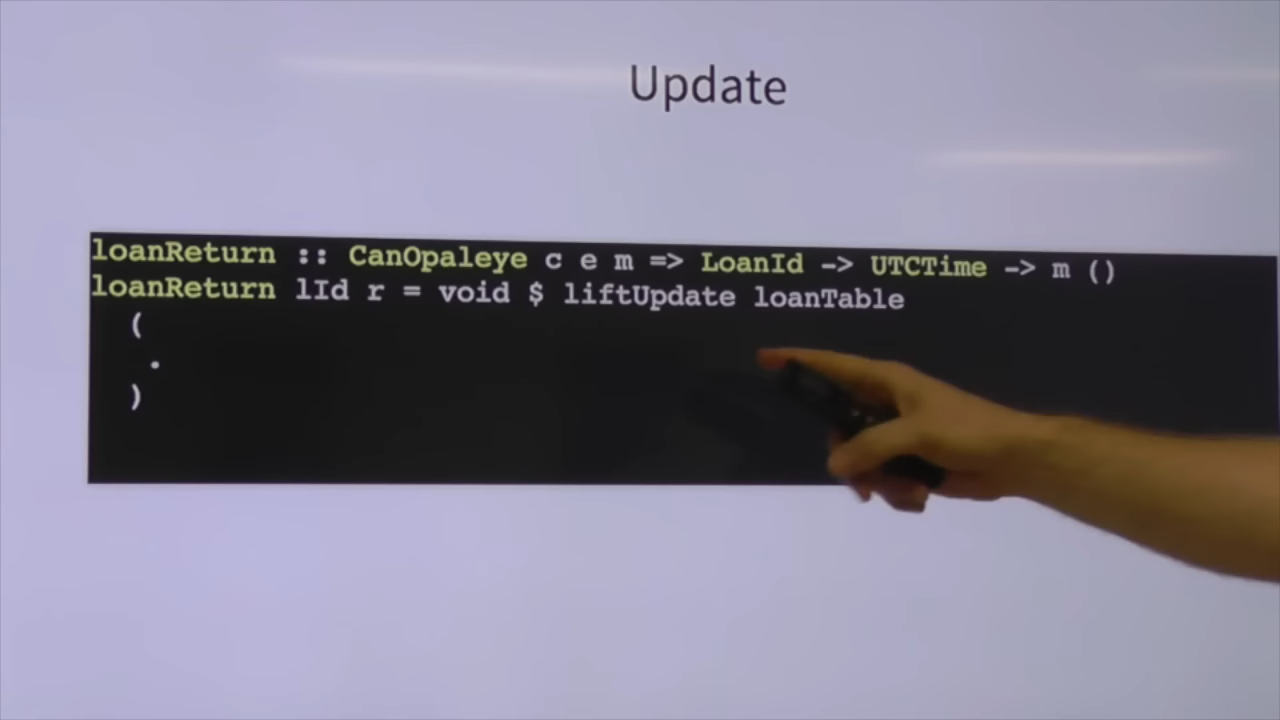 Update
loanReturn :: CanOpaleye c e m => LoanId -> UTCTime -> m ()
loanReturn lId r = void $ liftUpdate loanTable
(
.
)